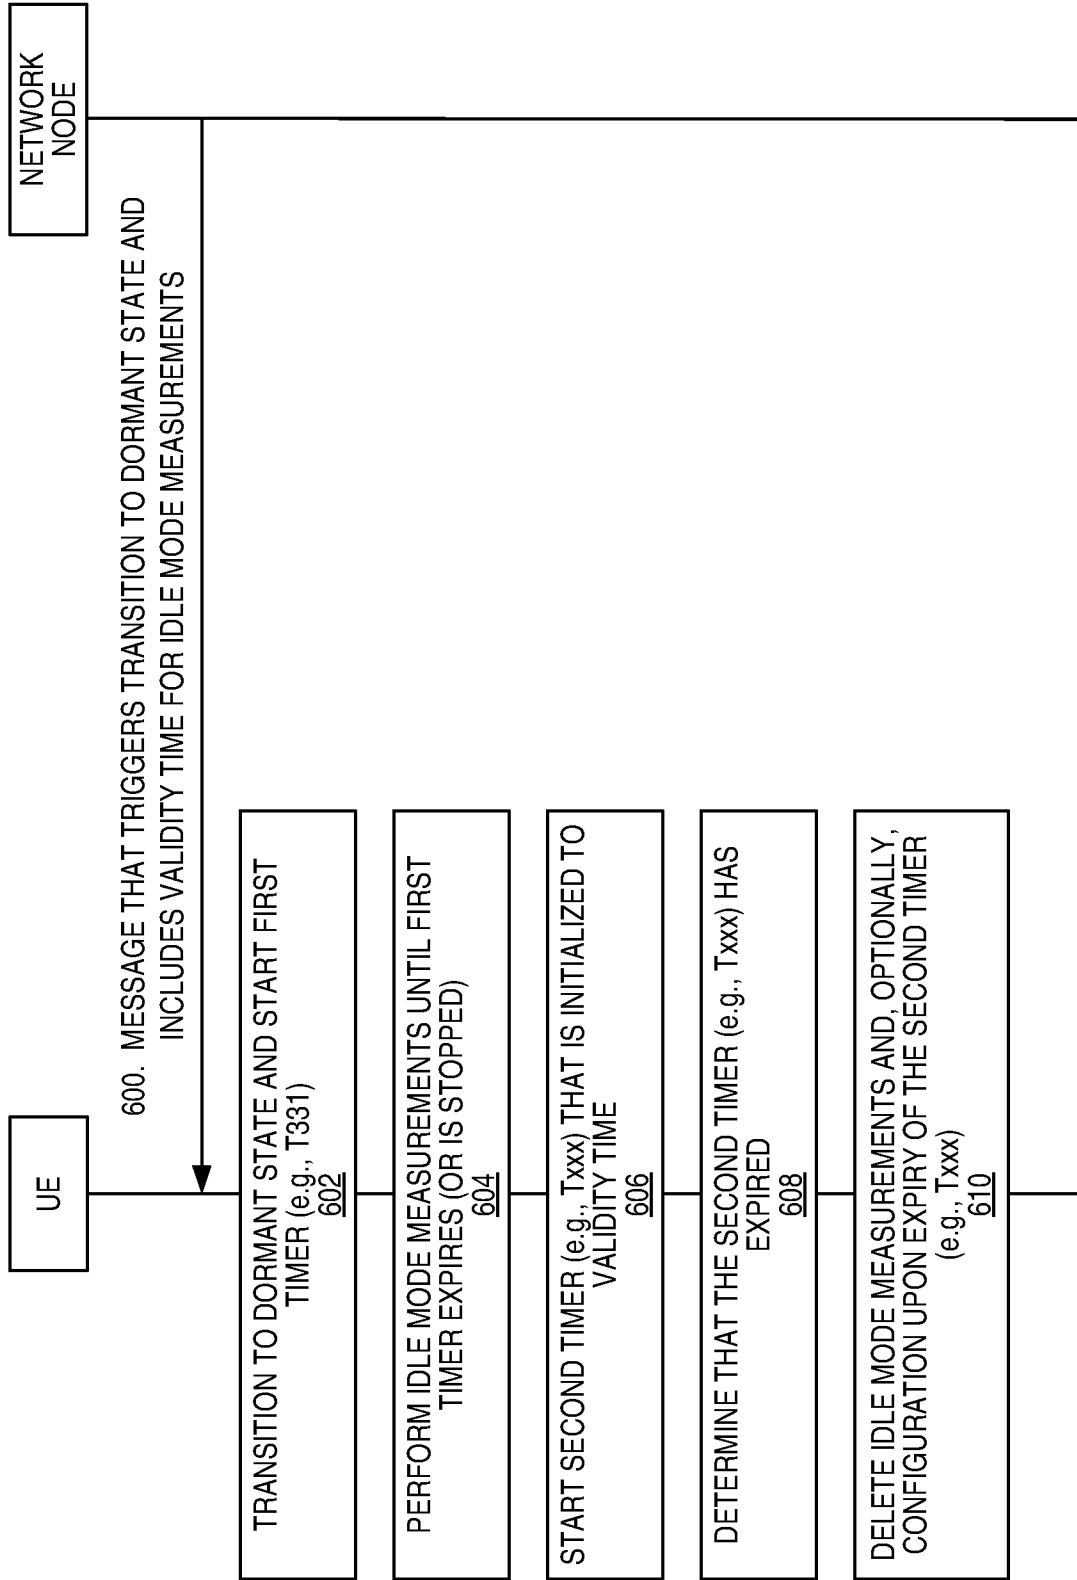 UE
NETWORK
NODE
600. MESSAGE THAT TRIGGERS TRANSITION TO DORMANT STATE AND
INCLUDES VALIDITY TIME FOR IDLE MODE MEASUREMENTS
TRANSITION TO DORMANT STATE AND START FIRST
TIMER (e.g., T331)
602
PERFORM IDLE MODE MEASUREMENTS UNTIL FIRST
TIMER EXPIRES (OR IS STOPPED)
604
START SECOND TIMER (e.g., Txxx) THAT IS INITIALIZED TO
VALIDITY TIME
606
DETERMINE THAT THE SECOND TIMER (e.g., Txxx) HAS
EXPIRED
608
DELETE IDLE MODE MEASUREMENTS AND, OPTIONALLY,
CONFIGURATION UPON EXPIRY OF THE SECOND TIMER
(e.g., Txxx)
610